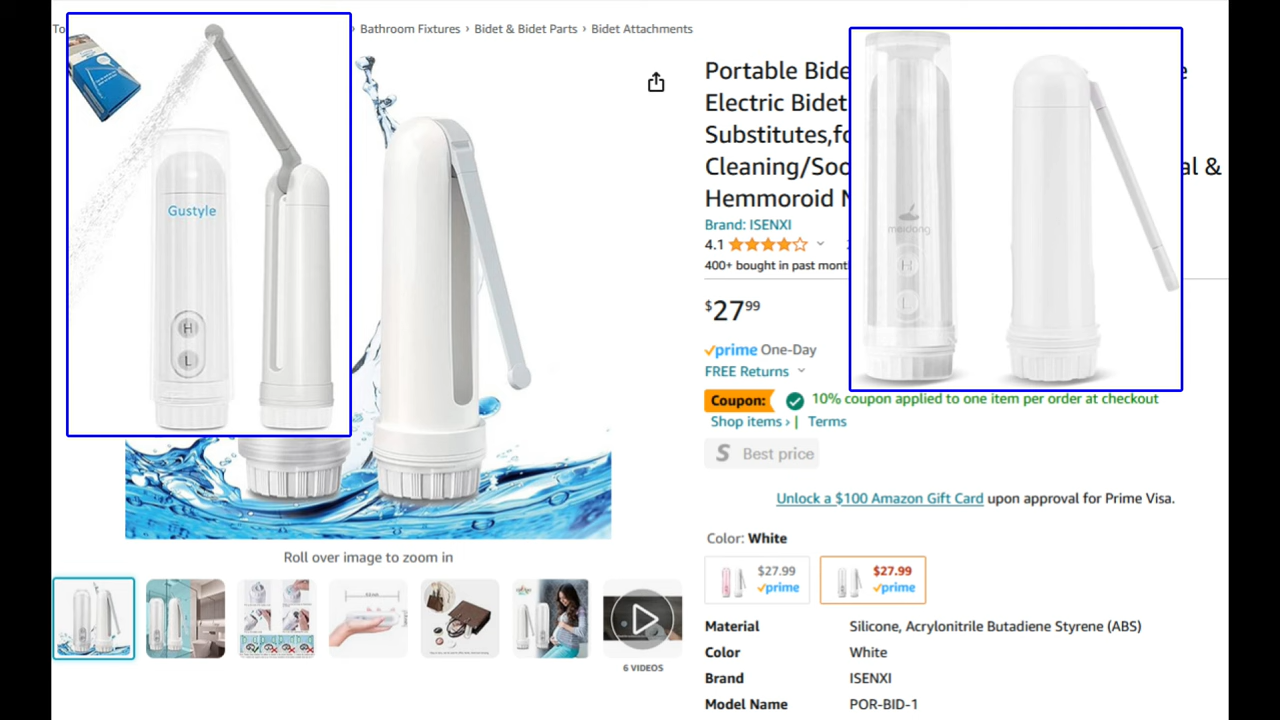 To
› Bathroom Fixtures › Bidet & Bidet Parts › Bidet Attachments
Gustyle
H
L
meidong
H
L
Portable Bide
Electric Bidet
Substitutes,fo
Cleaning/Soo al &
Hemmoroid
Brand: ISENXI
4.1
400+ bought in past mont
$27.99
prime One-Day
FREE Returns
Coupon: 10% coupon applied to one item per order at checkout
Shop items › | Terms
S Best price
Unlock a $100 Amazon Gift Card upon approval for Prime Visa.
Color: White
$27.99
prime
$27.99
prime
Material Silicone, Acrylonitrile Butadiene Styrene (ABS)
Color White
Brand ISENXI
Model Name POR-BID-1
Roll over image to zoom in
6 VIDEOS